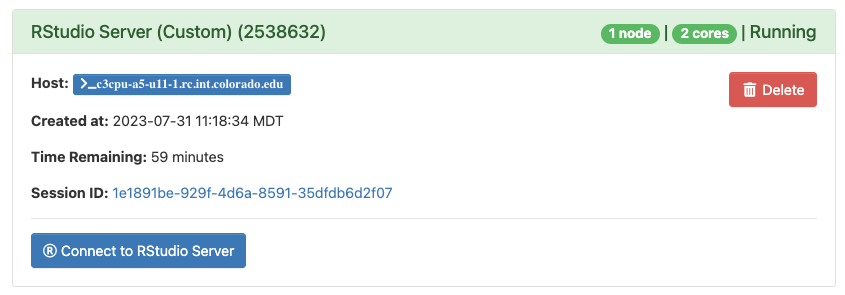 RStudio Server (Custom) (2538632) 1 node | 2 cores | Running
Host: >_c3cpu-a5-u11-1.rc.int.colorado.edu Delete
Created at: 2023-07-31 11:18:34 MDT
Time Remaining: 59 minutes
Session ID: 1e1891be-929f-4d6a-8591-35dfdb6d2f07
® Connect to RStudio Server